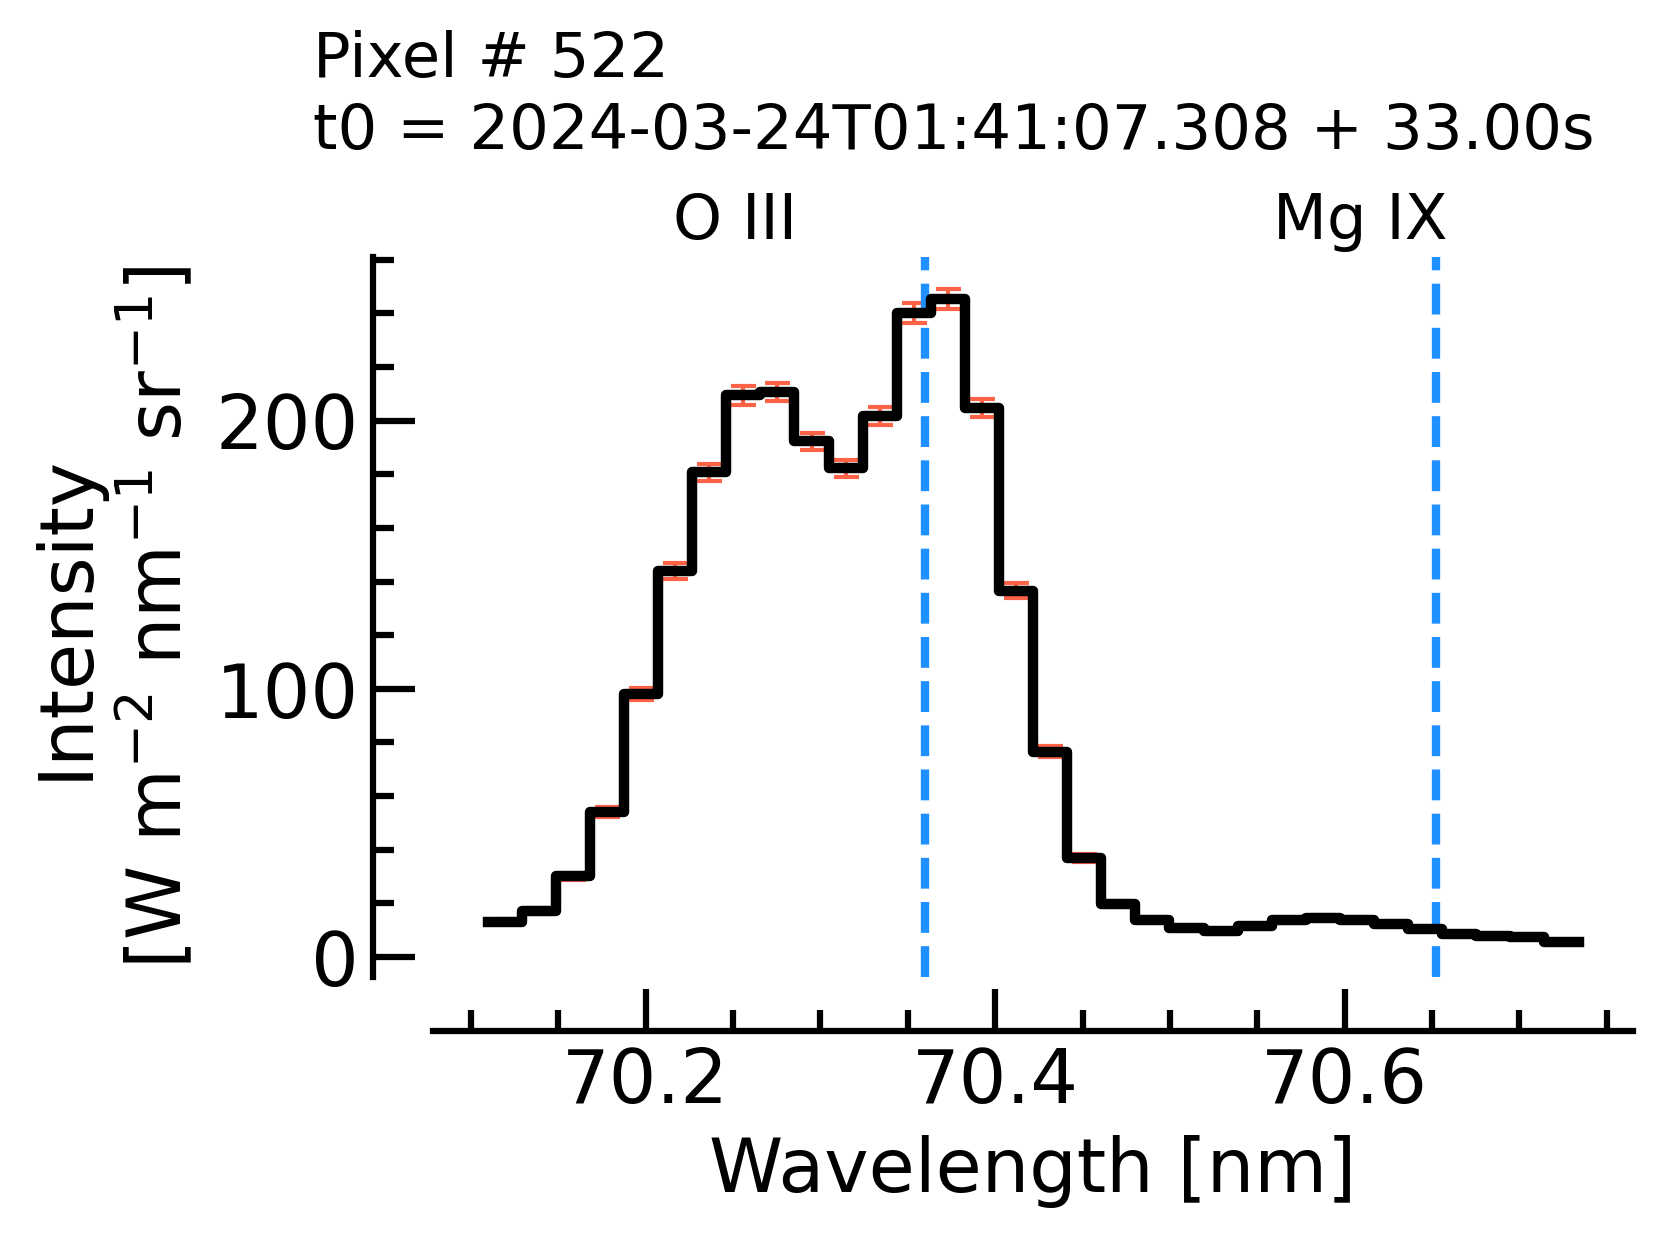 Pixel # 522
t0 = 2024-03-24T01:41:07.308 + 33.00s
O III Mg IX
Intensity
[W m⁻² nm⁻¹ sr⁻¹]
200
100
0
70.2 70.4 70.6
Wavelength [nm]